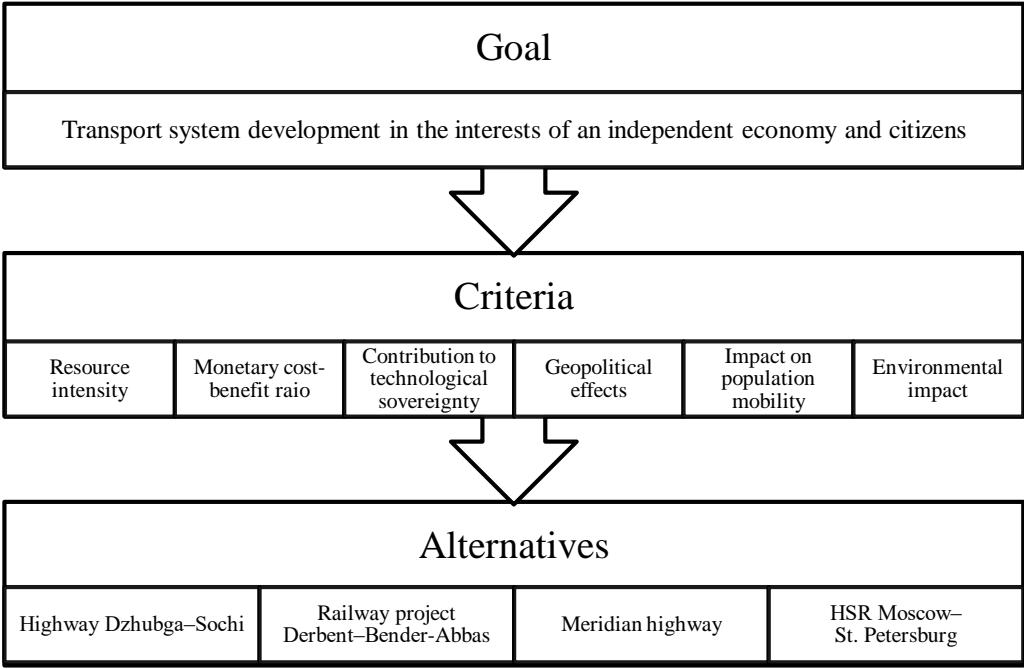 Goal
Transport system development in the interests of an independent economy and citizens
Criteria
Resource
intensity
Monetary cost-
benefit raio
Contribution to
technological
sovereignty
Geopolitical
effects
Impact on
population
mobility
Environmental
impact
Alternatives
Highway Dzhubga–Sochi
Railway project
Derbent–Bender-Abbas
Meridian highway
HSR Moscow–
St. Petersburg